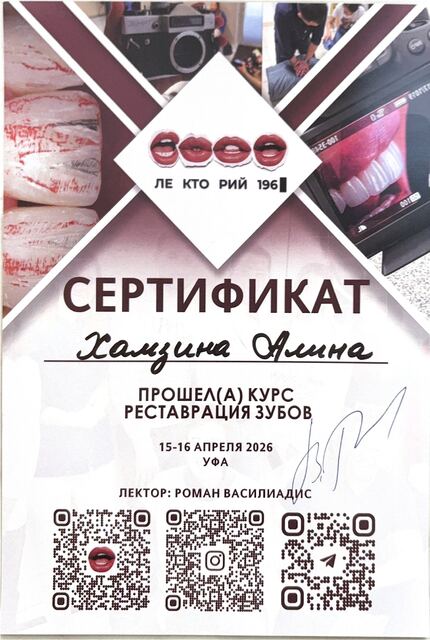 ЛЕ КТО РИЙ 196
СЕРТИФИКАТ
Хамзина Алина
ПРОШЕЛ(А) КУРС
РЕСТАВРАЦИЯ ЗУБОВ
15-16 АПРЕЛЯ 2026
УФА
ЛЕКТОР: РОМАН ВАСИЛИАДИС